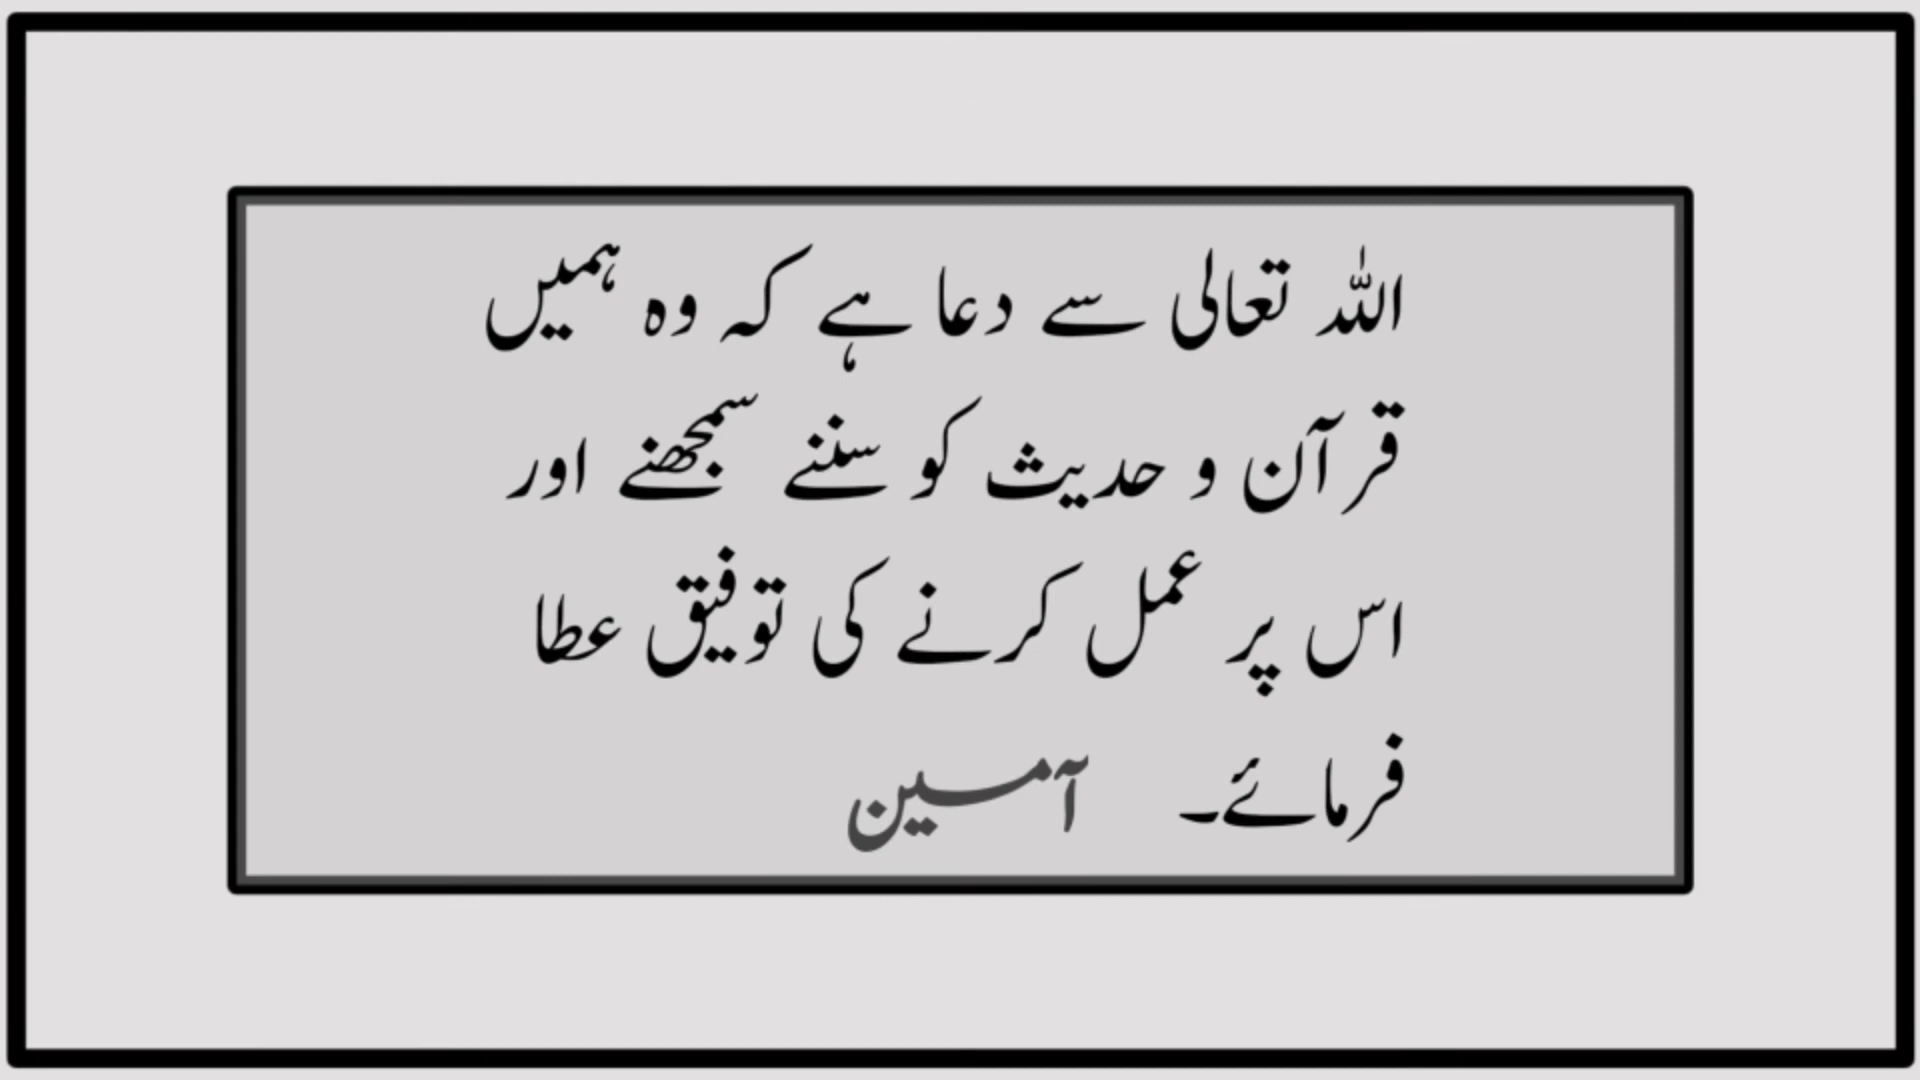 اللہ تعالی سے دعا ہے کہ وہ ہمیں
قرآن و حدیث کو سننے سمجھنے اور
اس پر عمل کرنے کی توفیق عطا
فرمائے۔ آمین